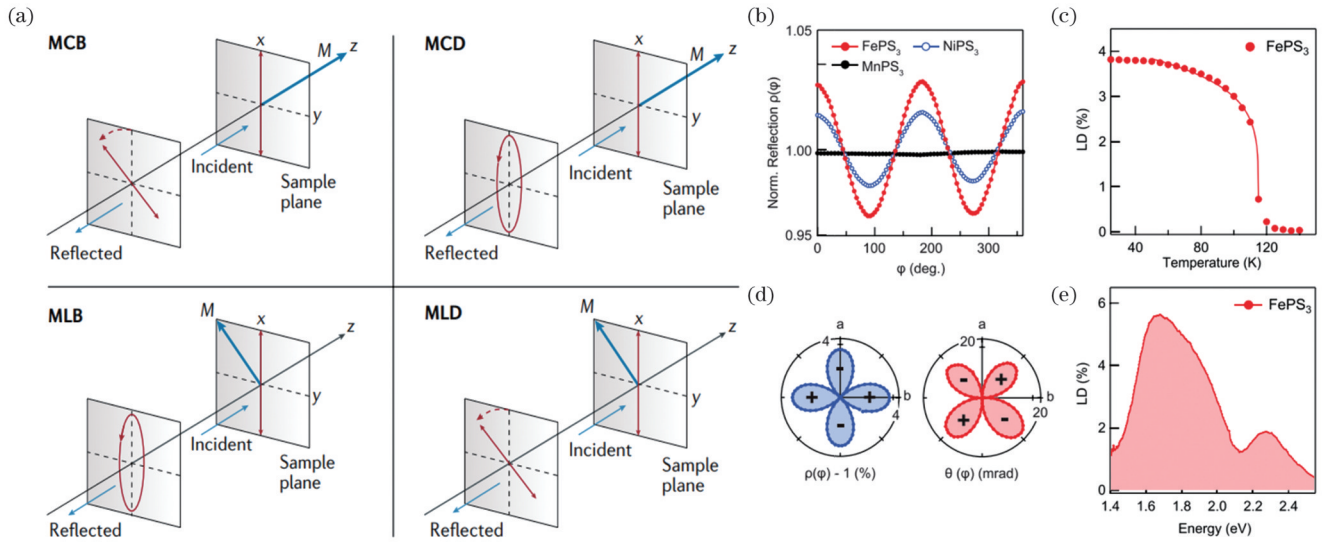 (a)
MCB
x
M
z
y
Incident
Sample
plane
Reflected
MCD
x
M
z
y
Incident
Sample
plane
Reflected
MLB
M
x
z
y
Incident
Sample
plane
Reflected
MLD
M
x
z
y
Incident
Sample
plane
Reflected
(b)
1.05
1.00
0.95
Norm. Reflection ρ(φ)
FePS₃
NiPS₃
MnPS₃
0
100
200
300
φ (deg.)
(c)
4
3
2
1
0
LD (%)
FePS₃
40
80
120
Temperature (K)
(d)
a
4
-
+
+
b
-
4
ρ(φ) - 1 (%)
a
20
-
+
b
+
-
20
θ (φ) (mrad)
(e)
6
4
2
0
LD (%)
FePS₃
1.4
1.6
1.8
2.0
2.2
2.4
Energy (eV)